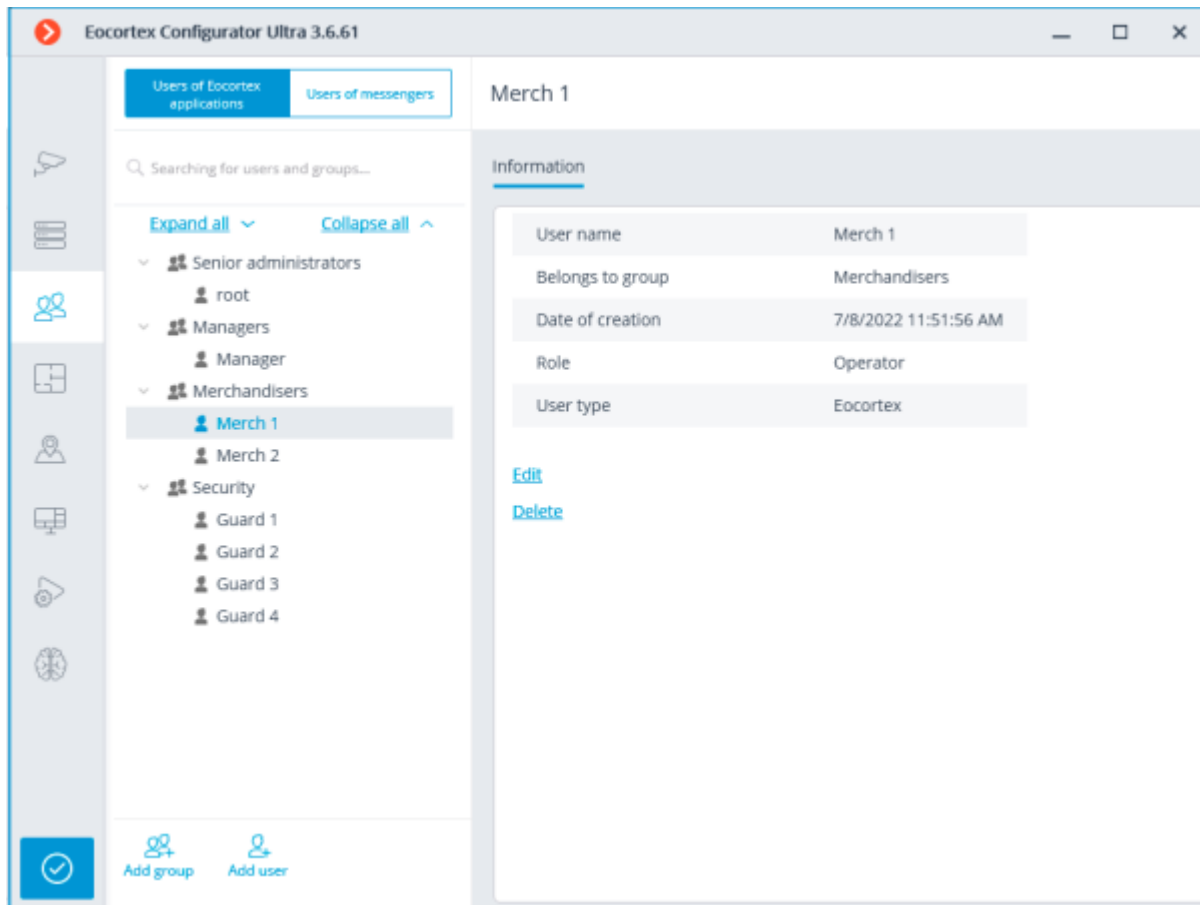 Eocortex Configurator Ultra 3.6.61
Users of Eocortex
applications
Users of messengers
Merch 1
Searching for users and groups...
Information
Expand all
Collapse all
Senior administrators
root
Managers
Manager
Merchandisers
Merch 1
Merch 2
Security
Guard 1
Guard 2
Guard 3
Guard 4
User name Merch 1
Belongs to group Merchandisers
Date of creation 7/8/2022 11:51:56 AM
Role Operator
User type Eocortex
Edit
Delete
Add group
Add user